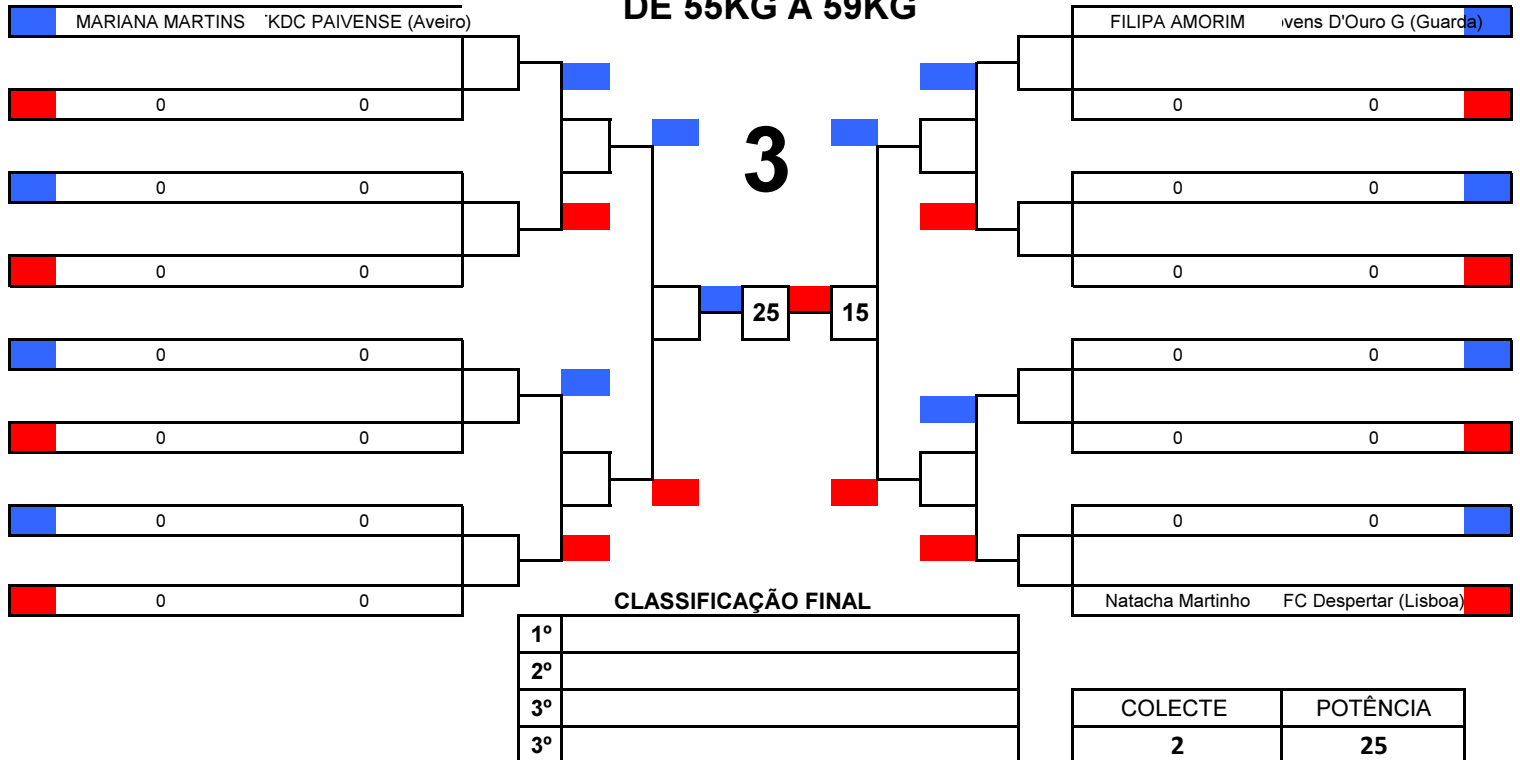 DE 55KG A 59KG
MARIANA MARTINS KDC PAIVENSE (Aveiro)
FILIPA AMORIM vens D'Ouro G (Guarda)
0 0
0 0
3
0 0
0 0
0 0
0 0
25 15
0 0
0 0
0 0
0 0
0 0
0 0
0 0
Natacha Martinho FC Despertar (Lisboa)
CLASSIFICAÇÃO FINAL
1º
2º
3º
3º
COLECTE POTÊNCIA
2 25